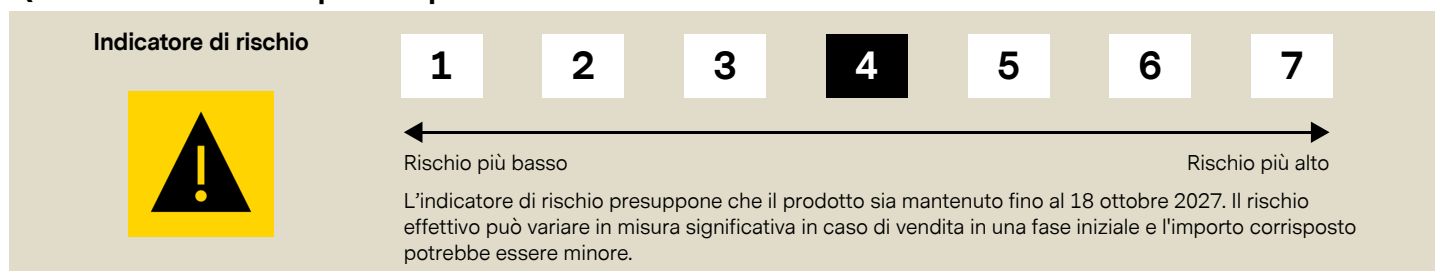 Indicatore di rischio
1 2 3 4 5 6 7
Rischio più basso Rischio più alto
L'indicatore di rischio presuppone che il prodotto sia mantenuto fino al 18 ottobre 2027. Il rischio
effettivo può variare in misura significativa in caso di vendita in una fase iniziale e l'importo corrisposto
potrebbe essere minore.